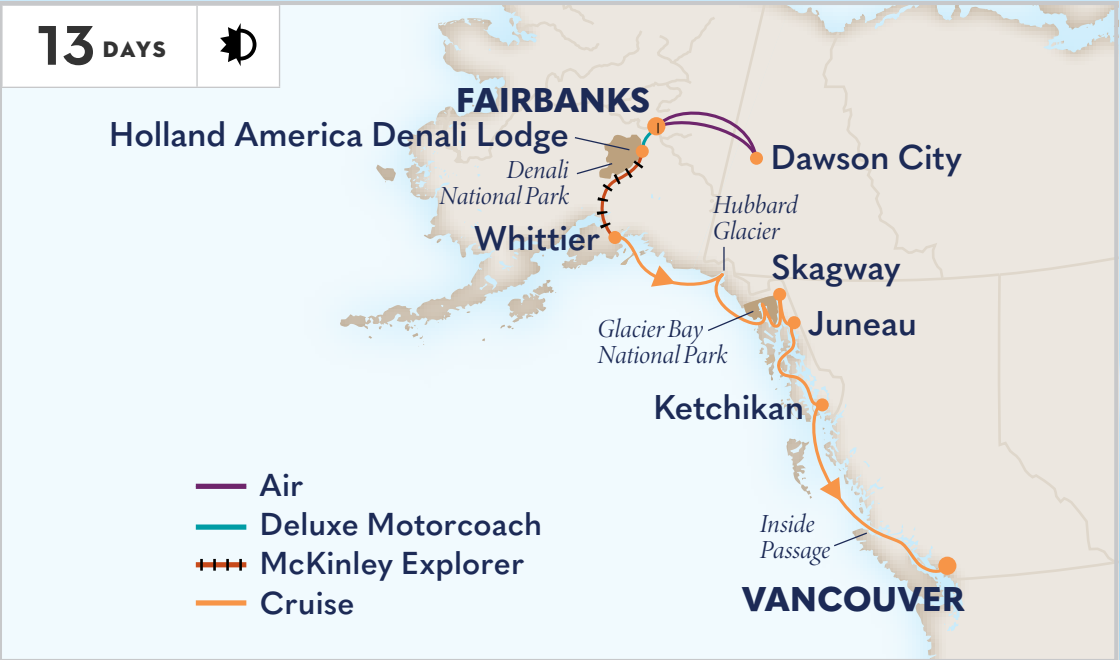 13 DAYS
FAIRBANKS
Holland America Denali Lodge
Dawson City
Denali
National Park
Hubbard
Glacier
Whittier
Skagway
Glacier Bay
National Park
Juneau
Ketchikan
Air
Deluxe Motorcoach
McKinley Explorer
Cruise
Inside
Passage
VANCOUVER